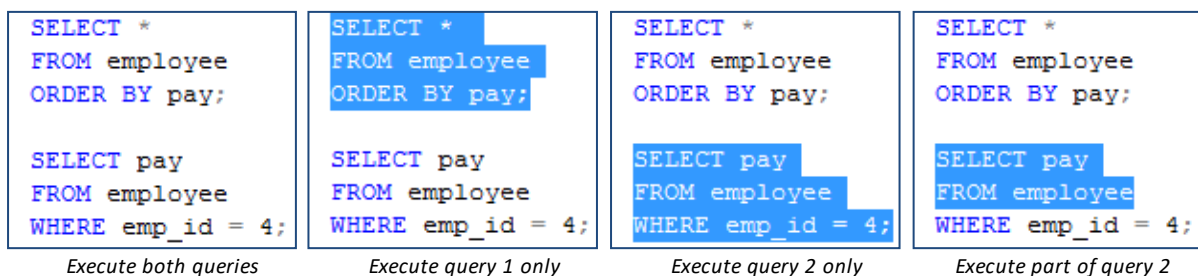 SELECT *
FROM employee
ORDER BY pay;
SELECT pay
FROM employee
WHERE emp_id = 4;
Execute both queries
SELECT *
FROM employee
ORDER BY pay;
SELECT pay
FROM employee
WHERE emp_id = 4;
Execute query 1 only
SELECT *
FROM employee
ORDER BY pay;
SELECT pay
FROM employee
WHERE emp_id = 4;
Execute query 2 only
SELECT *
FROM employee
ORDER BY pay;
SELECT pay
FROM employee
WHERE emp_id = 4;
Execute part of query 2